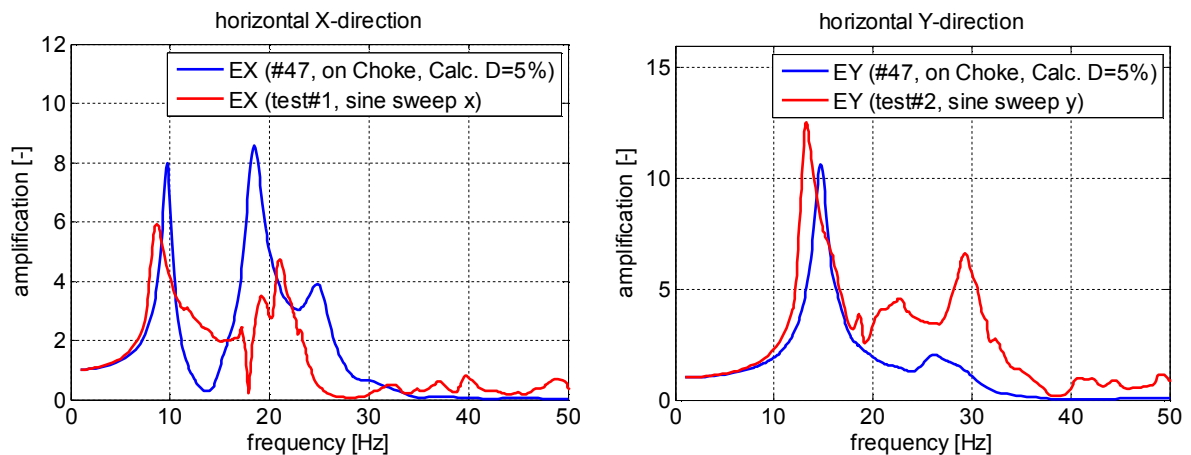 horizontal X-direction
12
10
8
6
4
2
0
0
10
20
30
40
50
amplification [-]
frequency [Hz]
EX (#47, on Choke, Calc. D=5%)
EX (test#1, sine sweep x)
horizontal Y-direction
15
10
5
0
0
10
20
30
40
50
amplification [-]
frequency [Hz]
EY (#47, on Choke, Calc. D=5%)
EY (test#2, sine sweep y)